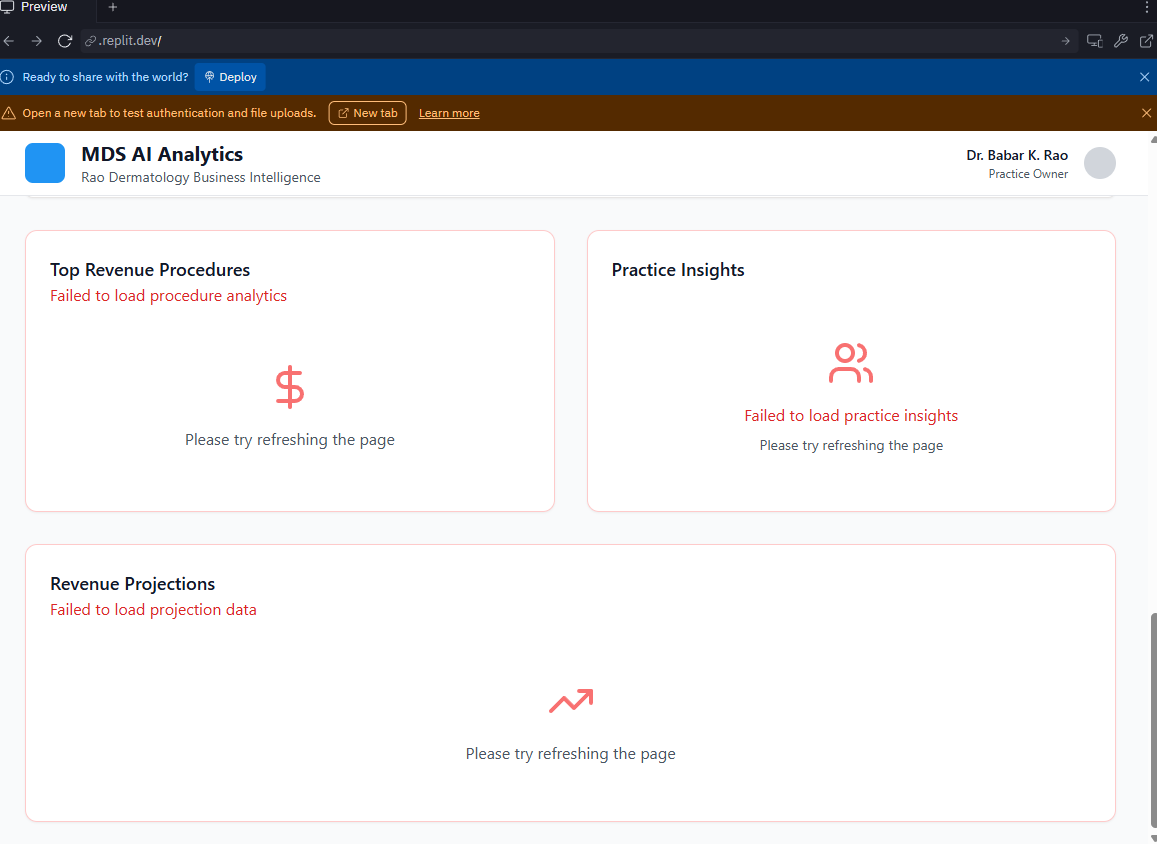 Preview
.replit.dev/
Ready to share with the world? Deploy
Open a new tab to test authentication and file uploads. New tab Learn more
MDS AI Analytics
Rao Dermatology Business Intelligence
Dr. Babar K. Rao
Practice Owner
Top Revenue Procedures
Failed to load procedure analytics
$
Please try refreshing the page
Practice Insights
Failed to load practice insights
Please try refreshing the page
Revenue Projections
Failed to load projection data
Please try refreshing the page